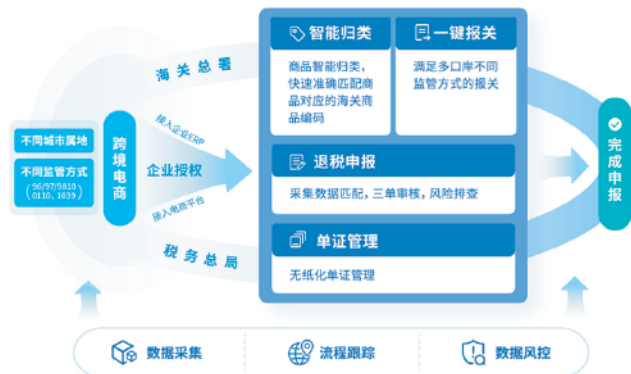 海关总署
不同城市属地
不同监管方式
(96/97/9810
0110、1039)
跨境电商
接入企业ERP
企业授权
接入电商平台
税务总局
智能归类
商品智能归类，
快速准确匹配商
品对应的海关商
品编码
一键报关
满足多口岸不同
监管方式的报关
退税申报
采集数据匹配，三单审核，风险排查
单证管理
无纸化单证管理
完成申报
数据采集
流程跟踪
数据风控